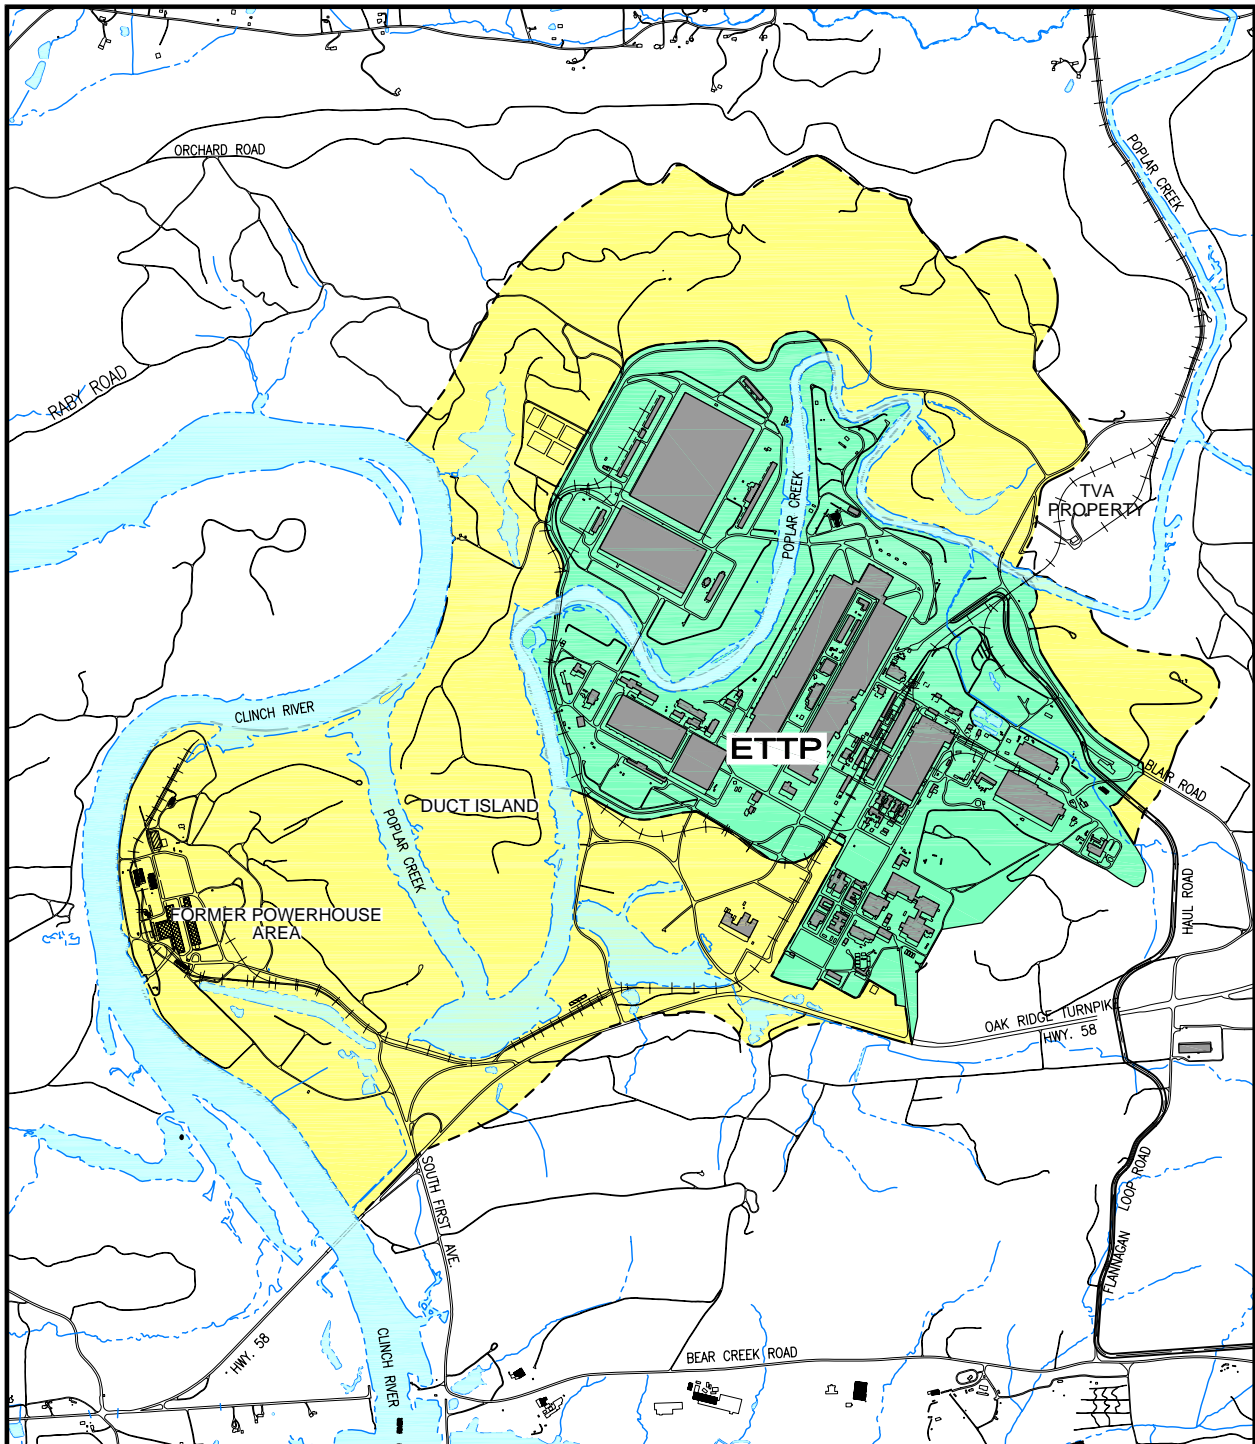 ORCHARD ROAD
POPLAR CREEK
RABY ROAD
TVA
PROPERTY
POPLAR CREEK
CLINCH RIVER
ETTP
BLAIR ROAD
DUCT ISLAND
POPLAR CREEK
FORMER POWERHOUSE
AREA
HAUL ROAD
OAK RIDGE TURNPIKE
HWY. 58
SOUTH FIRST AVE.
FLANNAGAN LOOP ROAD
HWY. 58
CLINCH RIVER
BEAR CREEK ROAD